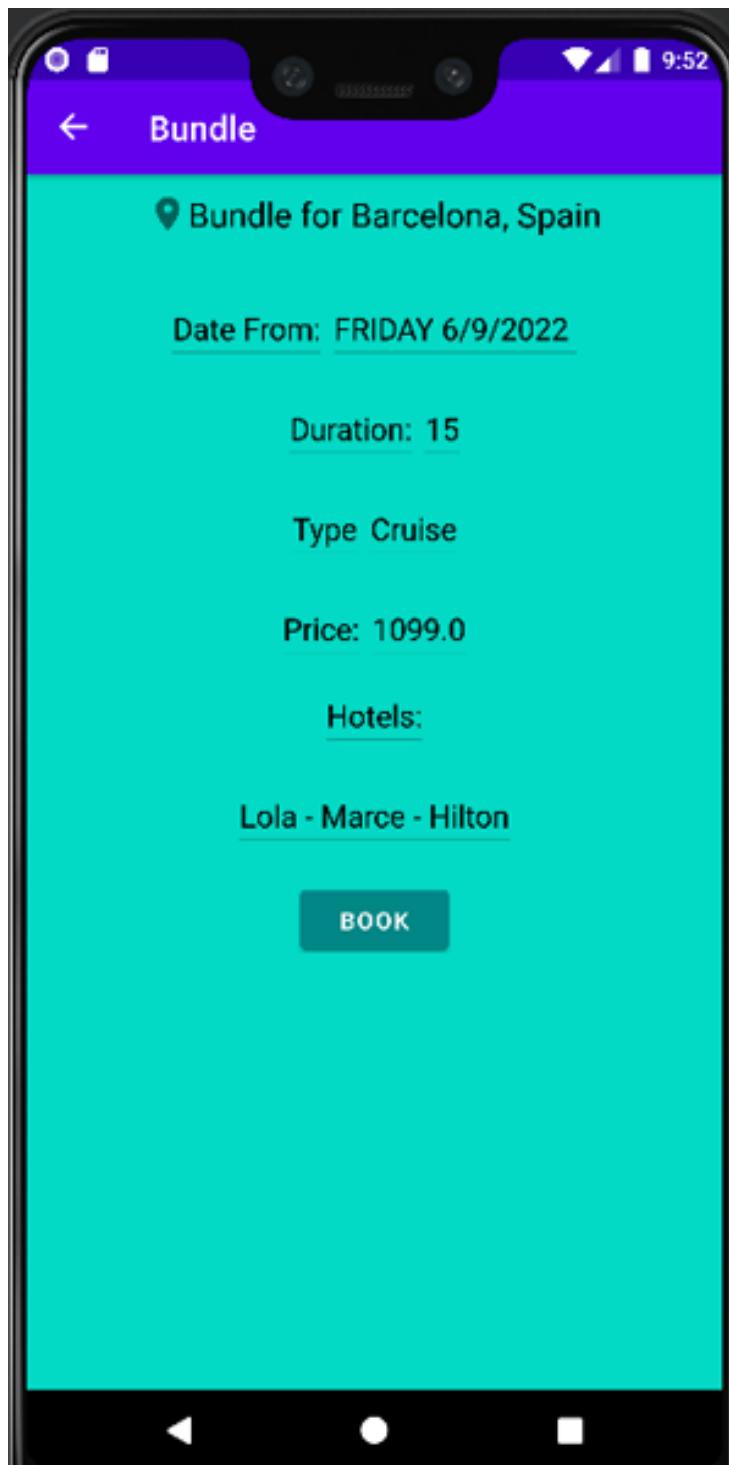 9:52
Bundle
Bundle for Barcelona, Spain
Date From: FRIDAY 6/9/2022
Duration: 15
Type Cruise
Price: 1099.0
Hotels:
Lola - Marce - Hilton
BOOK